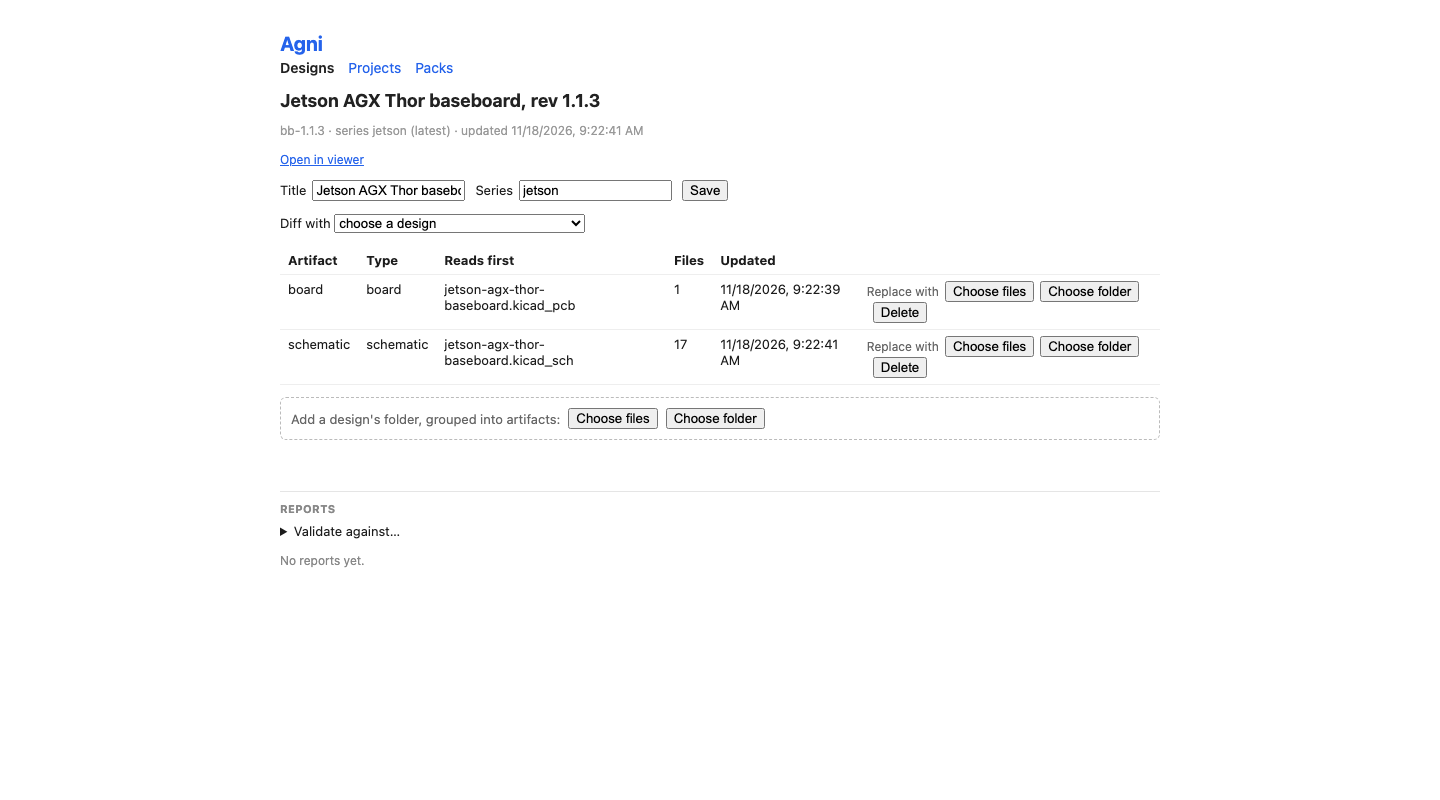 Agni
Designs Projects Packs
Jetson AGX Thor baseboard, rev 1.1.3
bb-1.1.3 · series jetson (latest) · updated 11/18/2026, 9:22:41 AM
Open in viewer
Title Jetson AGX Thor basebo Series jetson Save
Diff with choose a design
Artifact Type Reads first Files Updated
board board jetson-agx-thor-baseboard.kicad_pcb 1 11/18/2026, 9:22:39 AM Replace with Choose files Choose folder
Delete
schematic schematic jetson-agx-thor-baseboard.kicad_sch 17 11/18/2026, 9:22:41 AM Replace with Choose files Choose folder
Delete
Add a design's folder, grouped into artifacts: Choose files Choose folder
REPORTS
Validate against...
No reports yet.